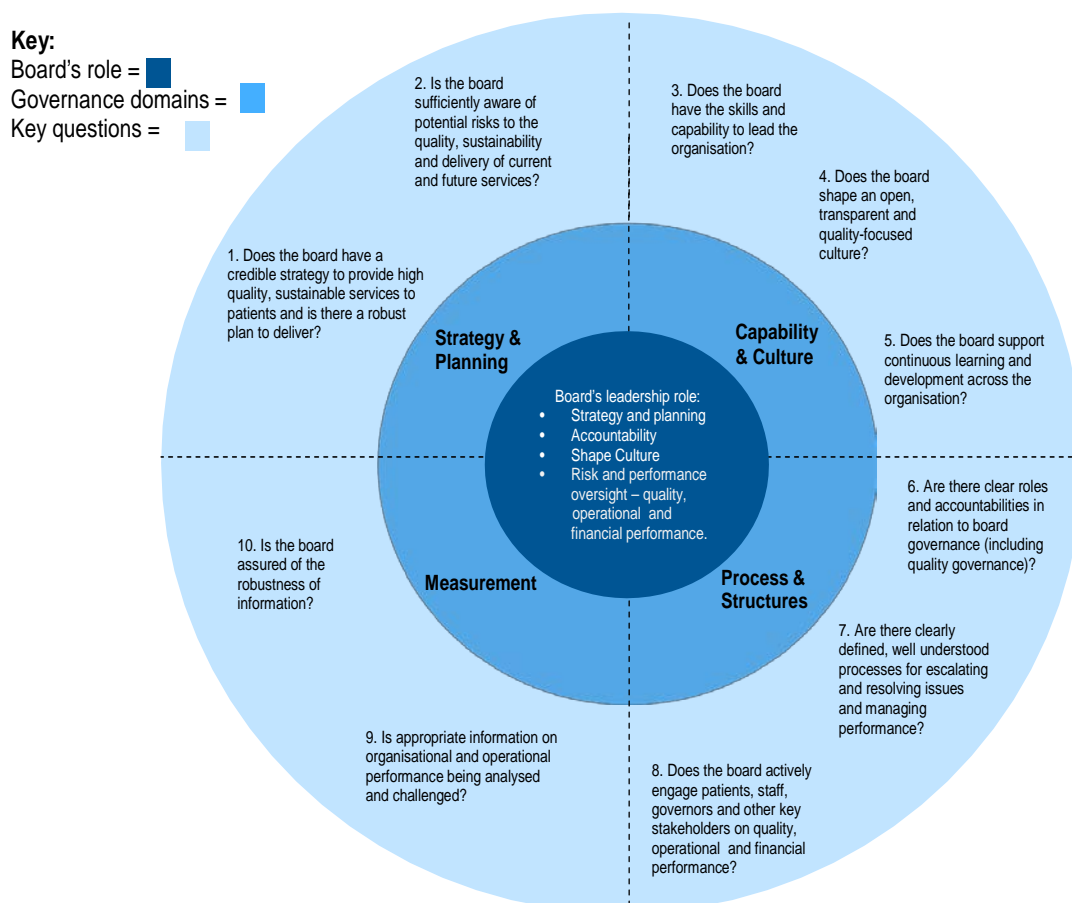 Key:
Board's role =
Governance domains =
Key questions =
2. Is the board
sufficiently aware of
potential risks to the
quality, sustainability
and delivery of current
and future services?
3. Does the board
have the skills and
capability to lead the
organisation?
4. Does the board
shape an open,
transparent and
quality-focused
culture?
1. Does the board have a
credible strategy to provide high
quality, sustainable services to
patients and is there a robust
plan to deliver?
Strategy &
Planning
Capability
& Culture
5. Does the board support
continuous learning and
development across the
organisation?
Board's leadership role:
• Strategy and planning
• Accountability
• Shape Culture
• Risk and performance
oversight – quality,
operational and
financial performance.
6. Are there clear roles
and accountabilities in
relation to board
governance (including
quality governance)?
10. Is the board
assured of the
robustness of
information?
Measurement
Process &
Structures
7. Are there clearly
defined, well understood
processes for escalating
and resolving issues
and managing
performance?
9. Is appropriate information on
organisational and operational
performance being analysed
and challenged?
8. Does the board actively
engage patients, staff,
governors and other key
stakeholders on quality,
operational and financial
performance?